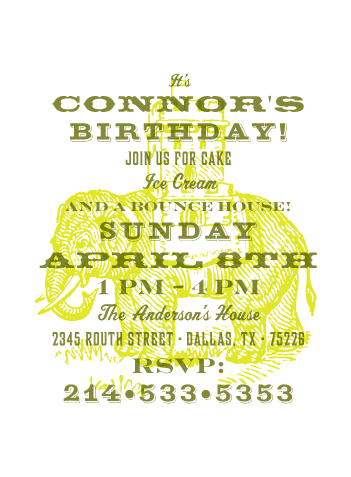 It's
CONNOR'S
BIRTHDAY!
JOIN US FOR CAKE
Ice Cream
AND A BOUNCE HOUSE!
SUNDAY
APRIL 8TH
1 PM - 4 PM
The Anderson's House
2345 ROUTH STREET · DALLAS, TX · 75226
RSVP:
214•533•5353